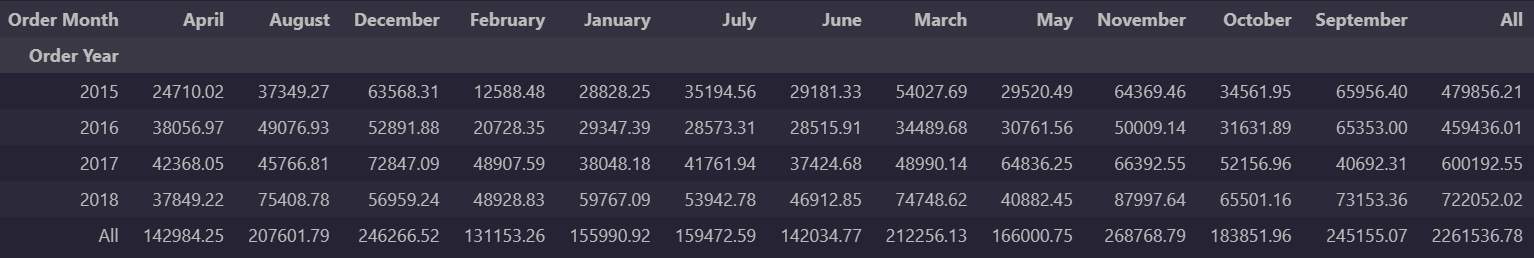 Order Month April August December February January July June March May November October September All
Order Year
2015 24710.02 37349.27 63568.31 12588.48 28828.25 35194.56 29181.33 54027.69 29520.49 64369.46 34561.95 65956.40 479856.21
2016 38056.97 49076.93 52891.88 20728.35 29347.39 28573.31 28515.91 34489.68 30761.56 50009.14 31631.89 65353.00 459436.01
2017 42368.05 45766.81 72847.09 48907.59 38048.18 41761.94 37424.68 48990.14 64836.25 66392.55 52156.96 40692.31 600192.55
2018 37849.22 75408.78 56959.24 48928.83 59767.09 53942.78 46912.85 74748.62 40882.45 87997.64 65501.16 73153.36 722052.02
All 142984.25 207601.79 246266.52 131153.26 155990.92 159472.59 142034.77 212256.13 166000.75 268768.79 183851.96 245155.07 2261536.78